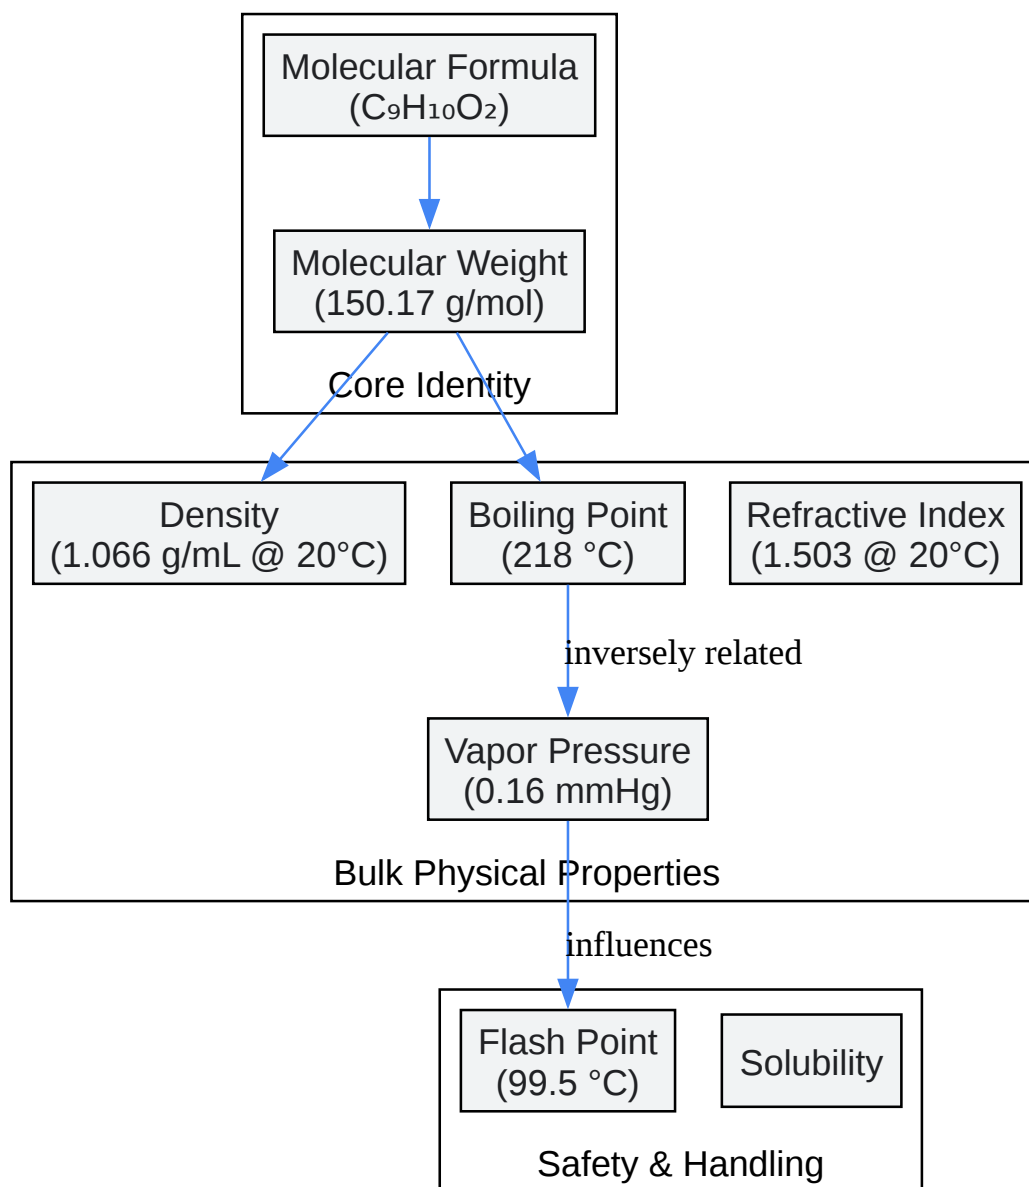 Molecular Formula
(C₉H₁₀O₂)
Molecular Weight
(150.17 g/mol)
Core Identity
Density
(1.066 g/mL @ 20°C)
Boiling Point
(218 °C)
Refractive Index
(1.503 @ 20°C)
inversely related
Vapor Pressure
(0.16 mmHg)
Bulk Physical Properties
influences
Flash Point
(99.5 °C)
Solubility
Safety & Handling